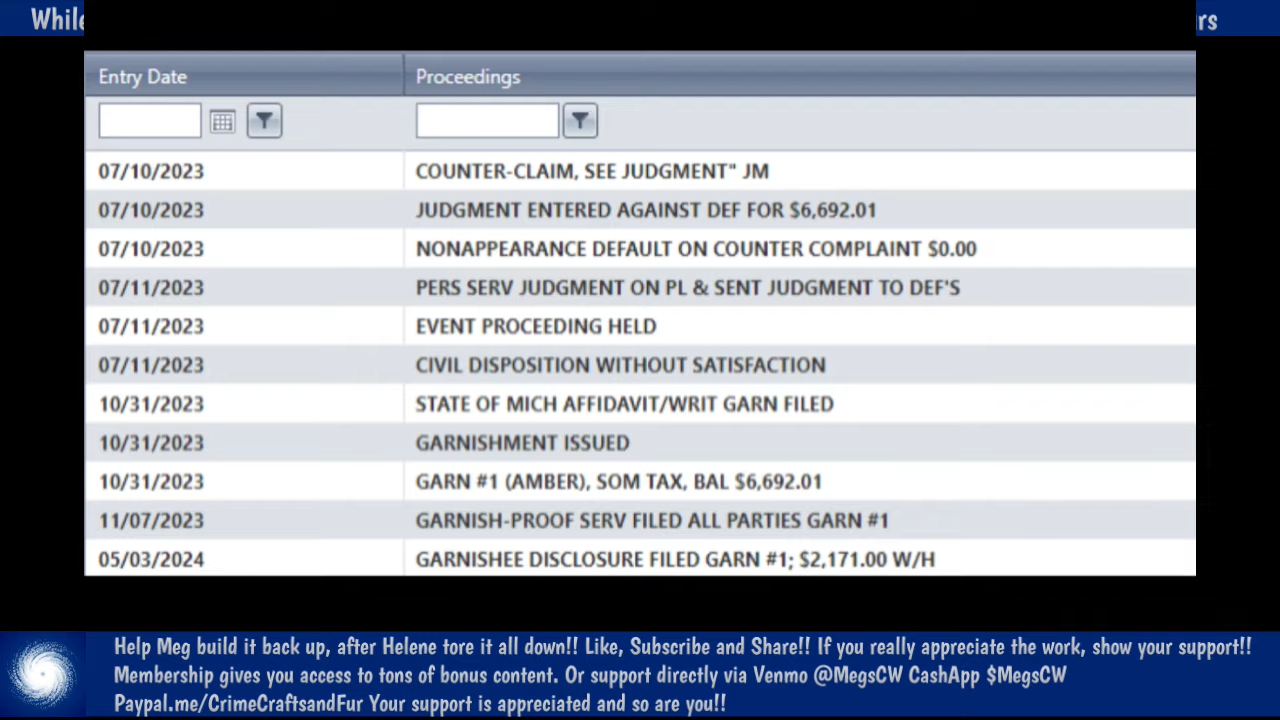 While
rs
Entry Date Proceedings
07/10/2023 COUNTER-CLAIM, SEE JUDGMENT" JM
07/10/2023 JUDGMENT ENTERED AGAINST DEF FOR $6,692.01
07/10/2023 NONAPPEARANCE DEFAULT ON COUNTER COMPLAINT $0.00
07/11/2023 PERS SERV JUDGMENT ON PL & SENT JUDGMENT TO DEF'S
07/11/2023 EVENT PROCEEDING HELD
07/11/2023 CIVIL DISPOSITION WITHOUT SATISFACTION
10/31/2023 STATE OF MICH AFFIDAVIT/WRIT GARN FILED
10/31/2023 GARNISHMENT ISSUED
10/31/2023 GARN #1 (AMBER), SOM TAX, BAL $6,692.01
11/07/2023 GARNISH-PROOF SERV FILED ALL PARTIES GARN #1
05/03/2024 GARNISHEE DISCLOSURE FILED GARN #1; $2,171.00 W/H
Help Meg build it back up, after Helene tore it all down!! Like, Subscribe and Share!! If you really appreciate the work, show your support!!
Membership gives you access to tons of bonus content. Or support directly via Venmo @MegsCW CashApp $MegsCW
Paypal.me/CrimeCraftsandFur Your support is appreciated and so are you!!